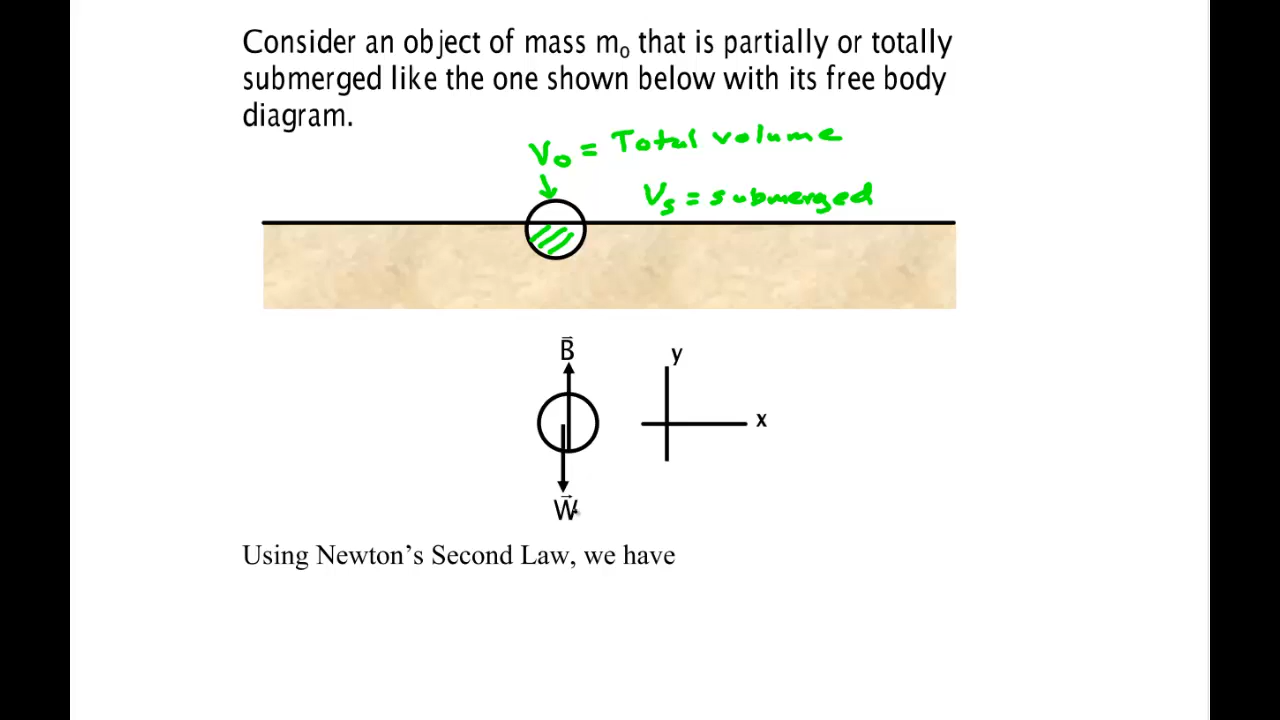 Consider an object of mass mₒ that is partially or totally
submerged like the one shown below with its free body
diagram.
V₀ = Total volume
Vₛ = submerged
B⃗
y
x
W⃗
Using Newton's Second Law, we have